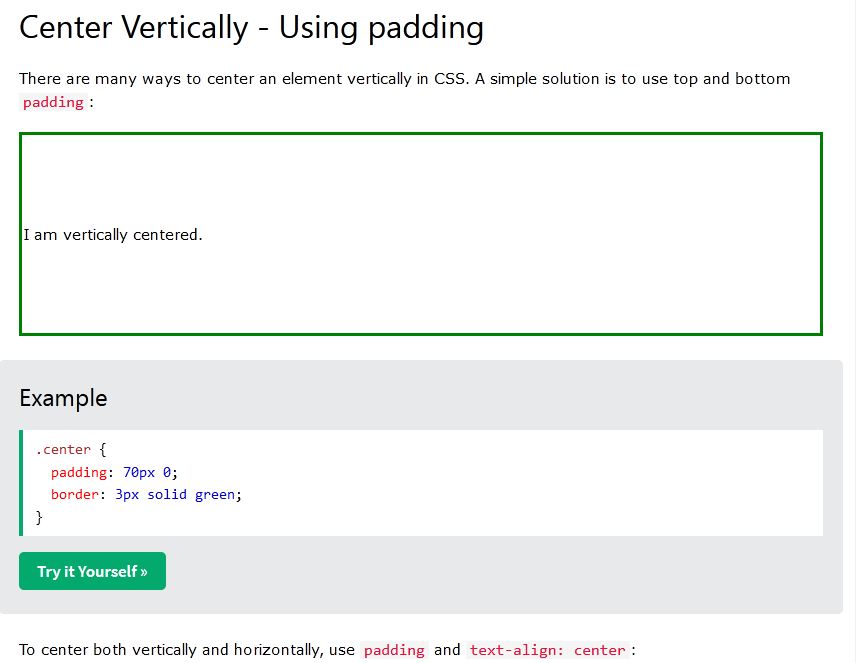 Center Vertically - Using padding
There are many ways to center an element vertically in CSS. A simple solution is to use top and bottom
padding:
I am vertically centered.
Example
.center {
  padding: 70px 0;
  border: 3px solid green;
}
Try it Yourself »
To center both vertically and horizontally, use padding and text-align: center: